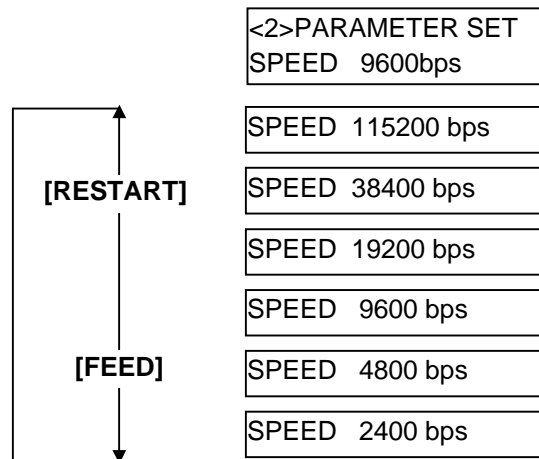 <2>PARAMETER SET
SPEED 9600bps
SPEED 115200 bps
[RESTART]
SPEED 38400 bps
SPEED 19200 bps
SPEED 9600 bps
[FEED]
SPEED 4800 bps
SPEED 2400 bps